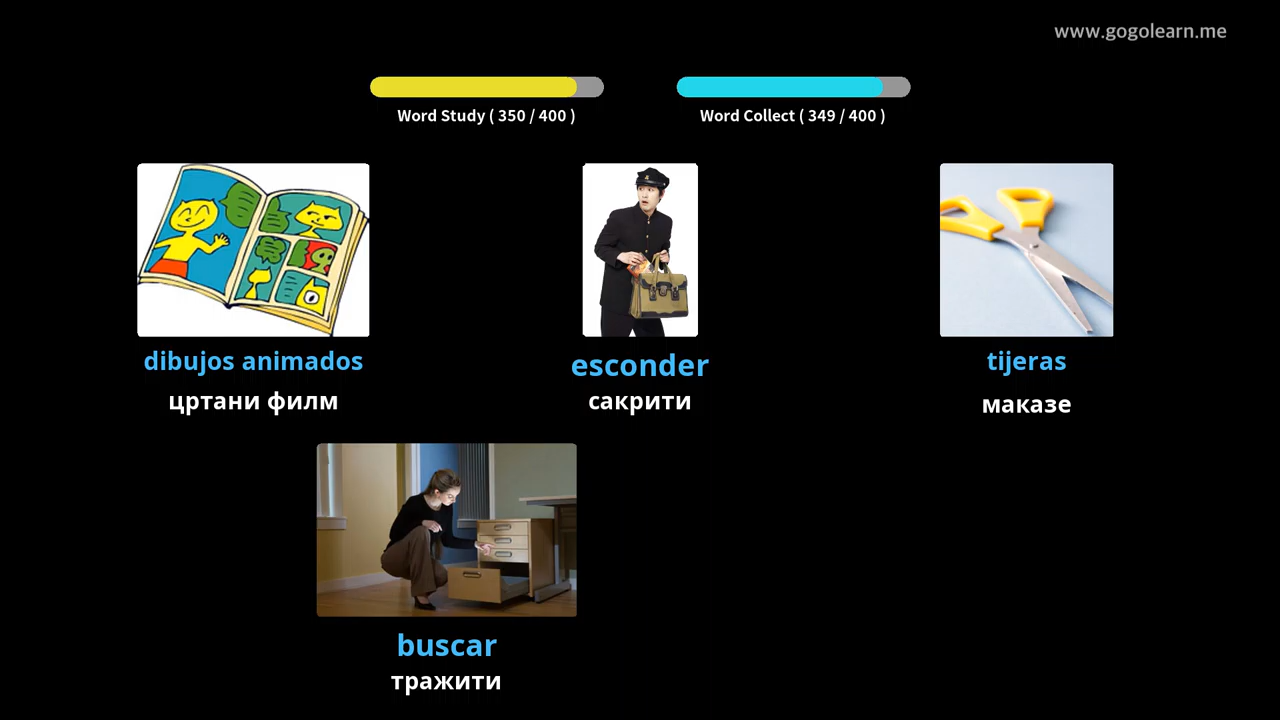 www.gogolearn.me
Word Study ( 350 / 400 )
Word Collect ( 349 / 400 )
dibujos animados
цртани филм
esconder
сакрити
tijeras
маказе
buscar
тражити